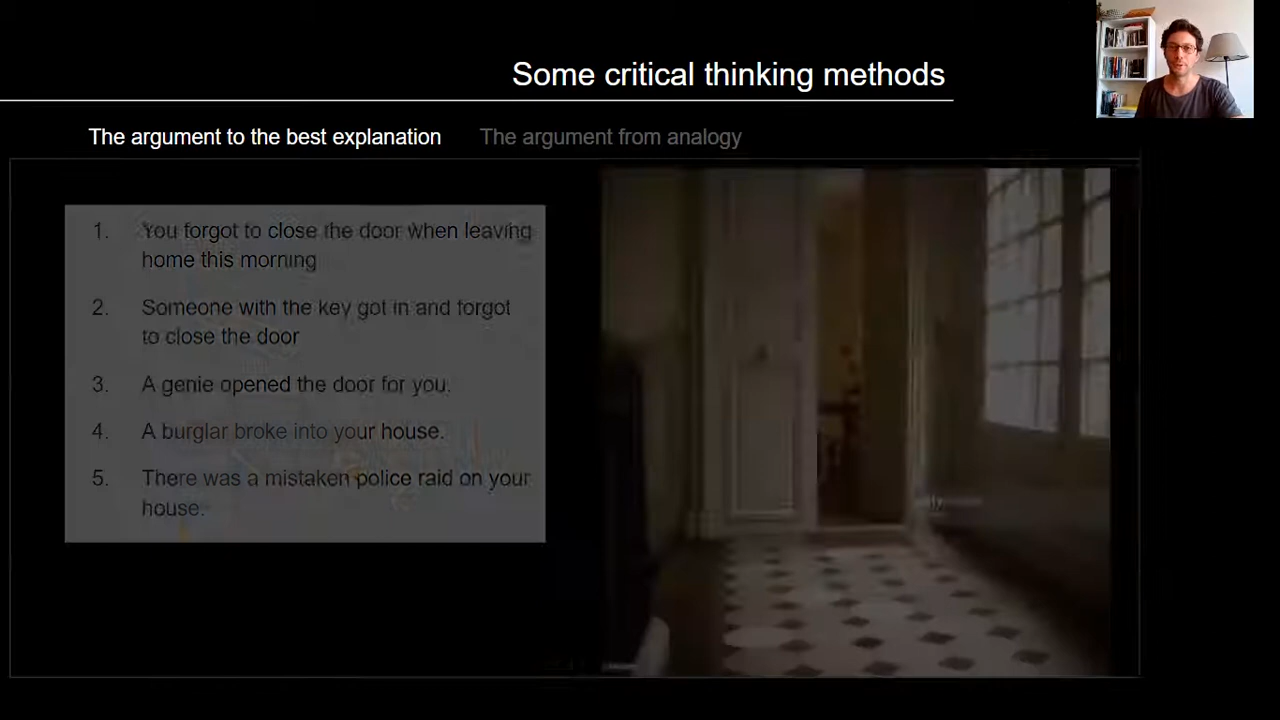 Some critical thinking methods
The argument to the best explanation
The argument from analogy
1. You forgot to close the door when leaving
home this morning
2. Someone with the key got in and forgot
to close the door
3. A genie opened the door for you.
4. A burglar broke into your house.
5. There was a mistaken police raid on your
house.